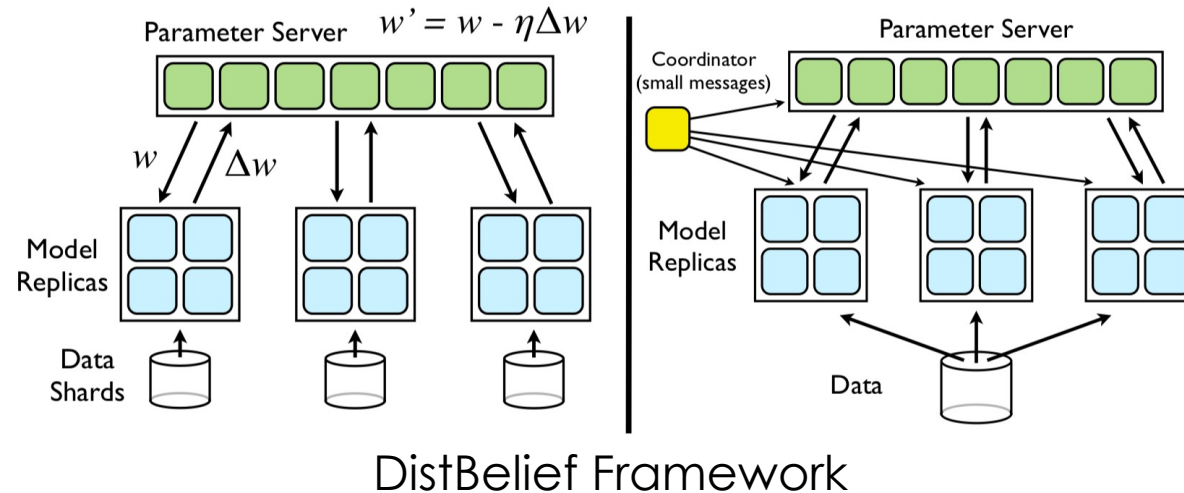 Parameter Server
w' = w - ηΔw
w
Δw
Model
Replicas
Data
Shards
Parameter Server
Coordinator
(small messages)
Model
Replicas
Data
DistBelief Framework